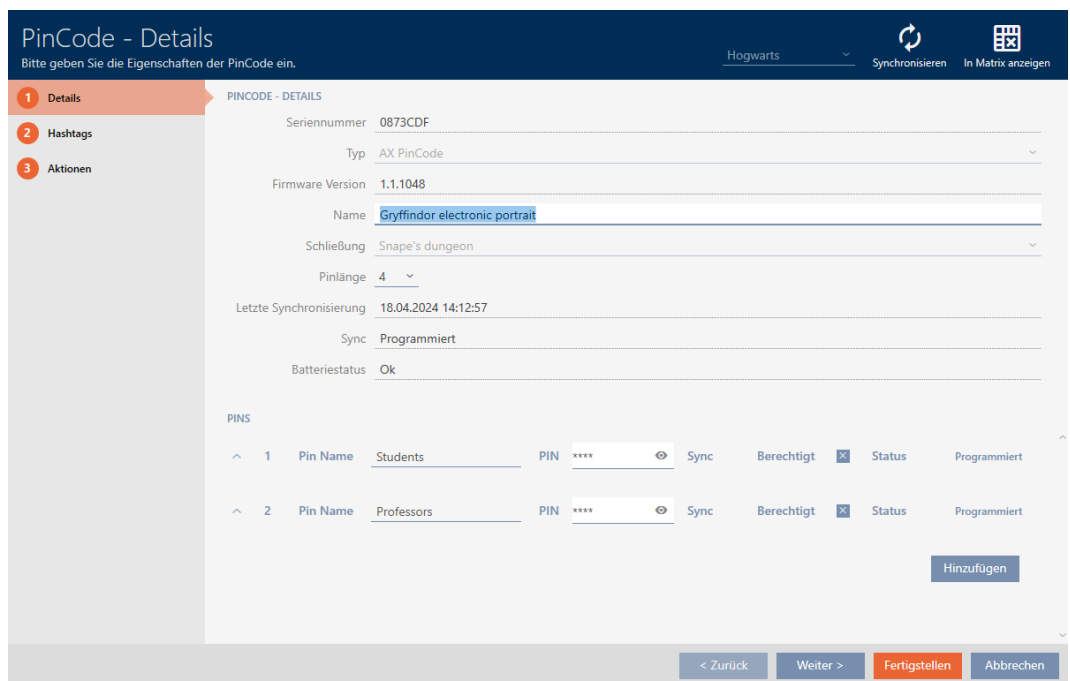 PinCode - Details
Bitte geben Sie die Eigenschaften der PinCode ein.
Hogwarts
Synchronisieren
In Matrix anzeigen
1 Details
2 Hashtags
3 Aktionen
PINCODE - DETAILS
Seriennummer 0873CDF
Typ AX PinCode
Firmware Version 1.1.1048
Name Gryffindor electronic portrait
Schließung Snape's dungeon
Pinlänge 4
Letzte Synchronisierung 18.04.2024 14:12:57
Sync Programmiert
Batteriestatus Ok
PINS
1 Pin Name Students PIN **** Sync Berechtigt Status Programmiert
2 Pin Name Professors PIN **** Sync Berechtigt Status Programmiert
Hinzufügen
< Zurück Weiter > Fertigstellen Abbrechen